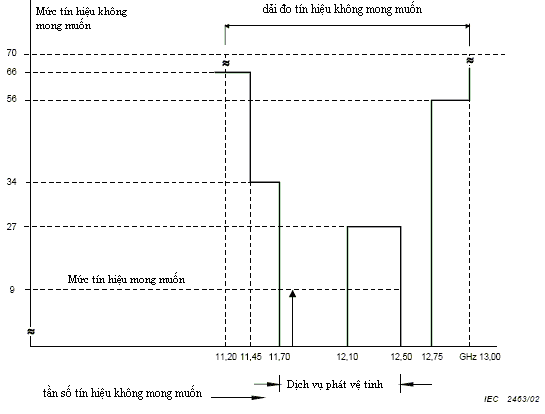 Mức tín hiệu không
mong muốn
dải đo tín hiệu không mong muốn
70
66
56
34
27
Mức tín hiệu mong muốn
9
11,20 11,45 11,70 12,10 12,50 12,75 GHz 13,00
Dịch vụ phát vệ tinh
tần số tín hiệu không mong muốn
IEC 2463/02